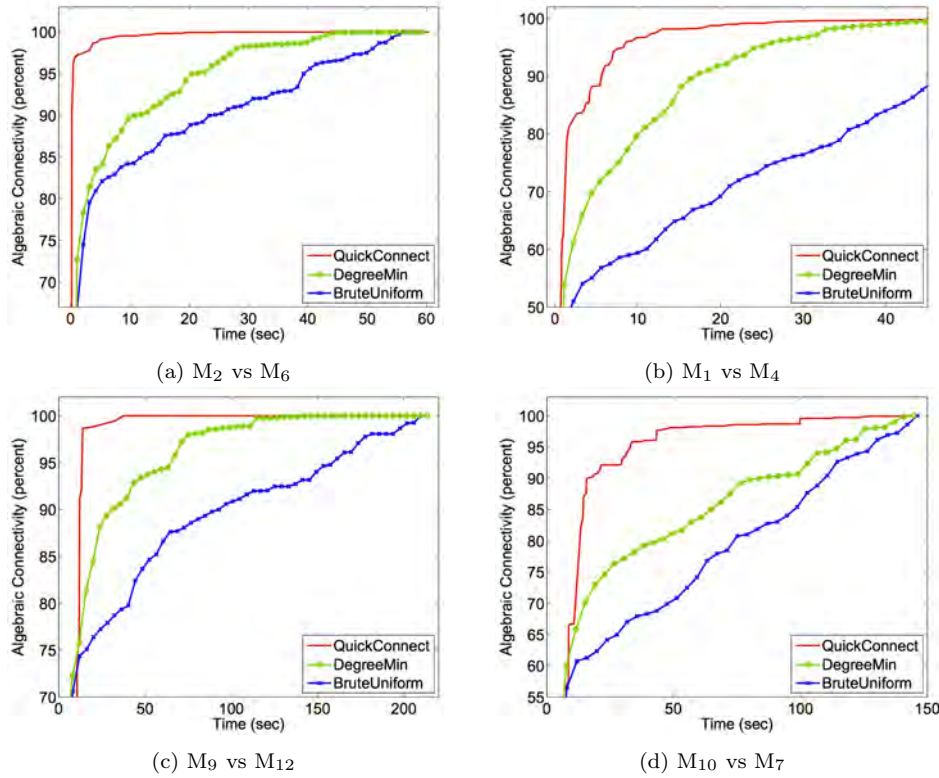 Algebraic Connectivity (percent)
100
95
90
85
80
75
70
0 10 20 30 40 50 60
Time (sec)
QuickConnect
DegreeMin
BruteUniform
(a) M₂ vs M₆
Algebraic Connectivity (percent)
100
90
80
70
60
50
0 10 20 30 40
Time (sec)
QuickConnect
DegreeMin
BruteUniform
(b) M₁ vs M₄
Algebraic Connectivity (percent)
100
95
90
85
80
75
70
0 50 100 150 200
Time (sec)
QuickConnect
DegreeMin
BruteUniform
(c) M₉ vs M₁₂
Algebraic Connectivity (percent)
100
95
90
85
80
75
70
65
60
55
0 50 100 150
Time (sec)
QuickConnect
DegreeMin
BruteUniform
(d) M₁₀ vs M₇